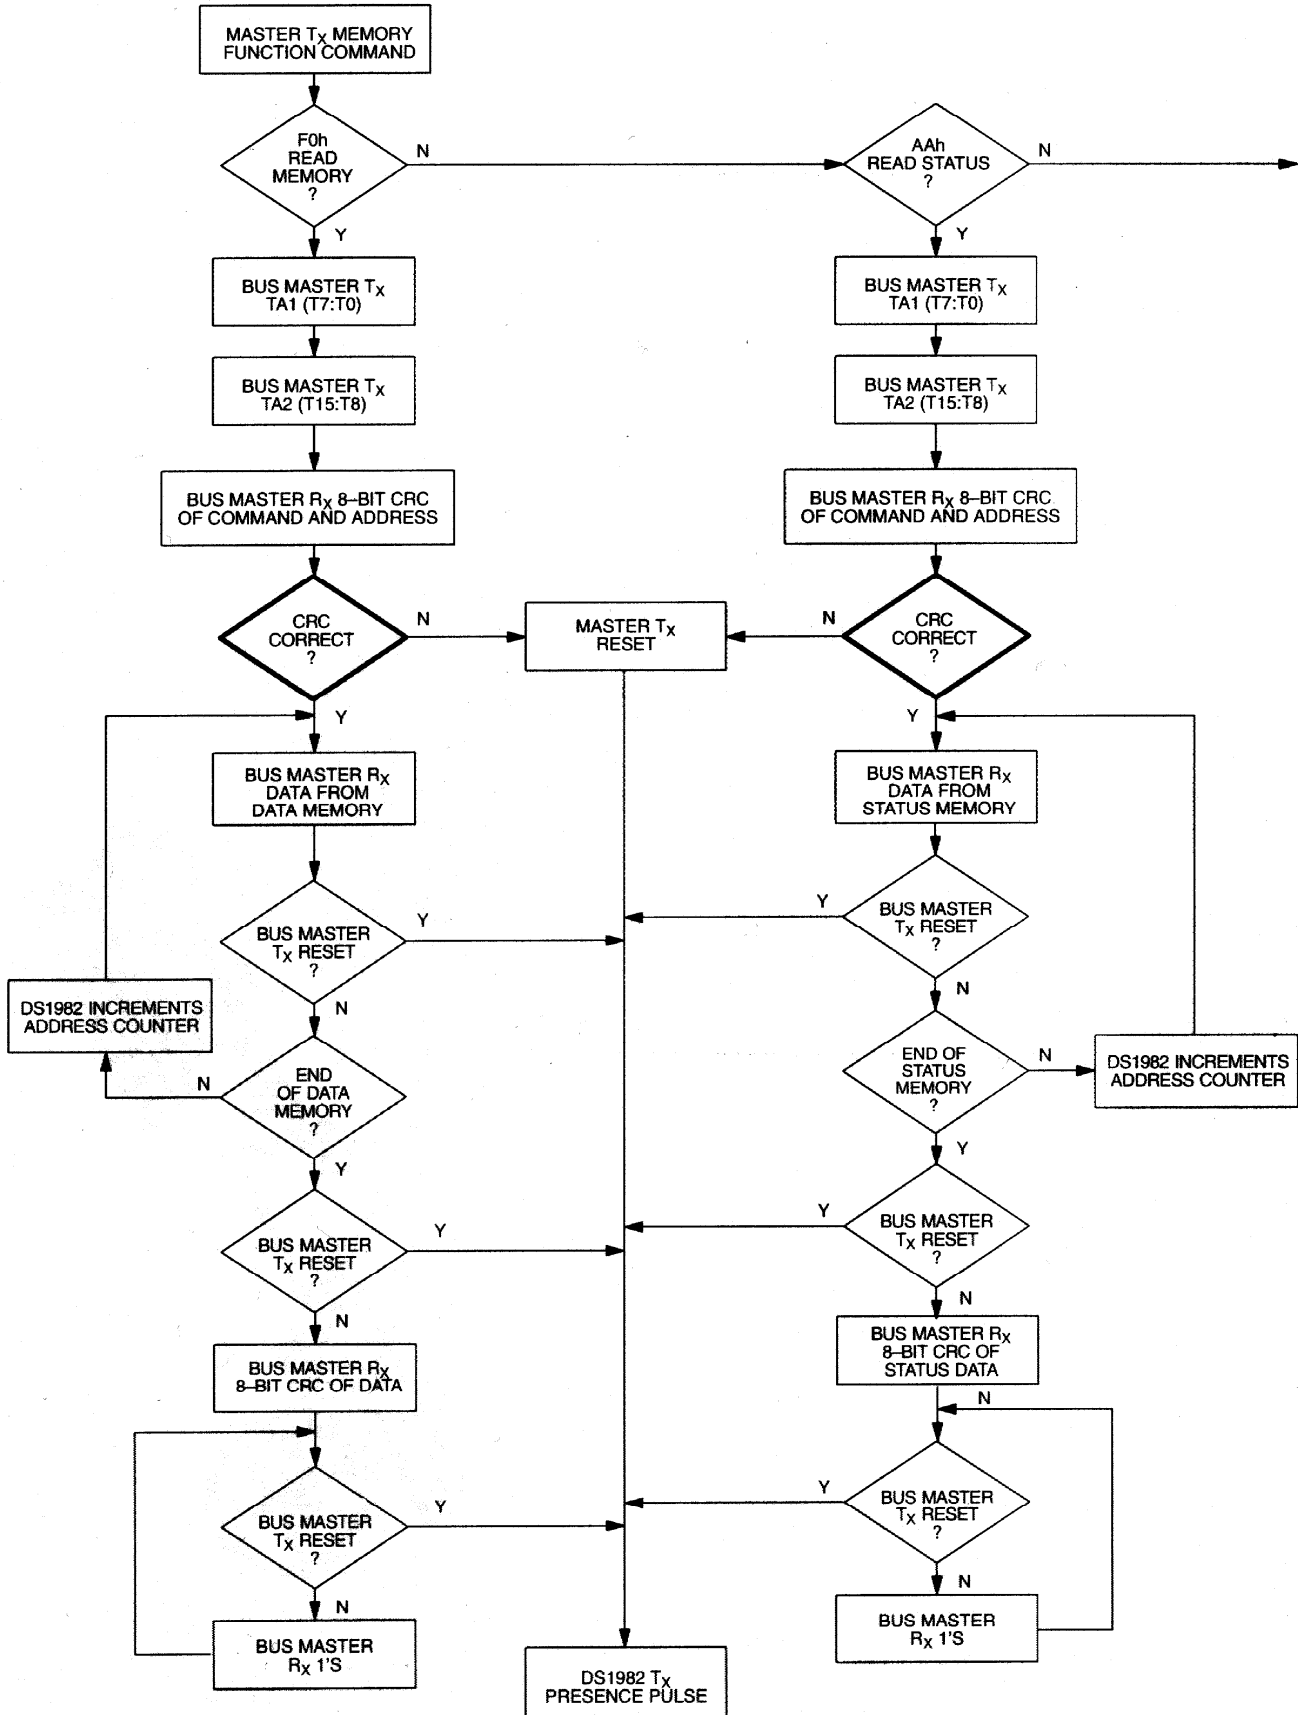 MASTER TX MEMORY
FUNCTION COMMAND
F0h
READ
MEMORY
?
N
Y
AAh
READ STATUS
?
N
Y
BUS MASTER TX
TA1 (T7:T0)
BUS MASTER TX
TA1 (T7:T0)
BUS MASTER TX
TA2 (T15:T8)
BUS MASTER TX
TA2 (T15:T8)
BUS MASTER RX 8–BIT CRC
OF COMMAND AND ADDRESS
BUS MASTER RX 8–BIT CRC
OF COMMAND AND ADDRESS
CRC
CORRECT
?
N
Y
MASTER TX
RESET
N
CRC
CORRECT
?
Y
BUS MASTER RX
DATA FROM
DATA MEMORY
BUS MASTER RX
DATA FROM
STATUS MEMORY
BUS MASTER
TX RESET
?
Y
N
Y
BUS MASTER
TX RESET
?
N
DS1982 INCREMENTS
ADDRESS COUNTER
N
END
OF DATA
MEMORY
?
Y
END OF
STATUS
MEMORY
?
N
Y
DS1982 INCREMENTS
ADDRESS COUNTER
BUS MASTER
TX RESET
?
Y
N
Y
BUS MASTER
TX RESET
?
N
BUS MASTER RX
8–BIT CRC OF DATA
BUS MASTER RX
8–BIT CRC OF
STATUS DATA
N
BUS MASTER
TX RESET
?
Y
N
Y
BUS MASTER
TX RESET
?
N
BUS MASTER
RX 1'S
BUS MASTER
RX 1'S
DS1982 TX
PRESENCE PULSE